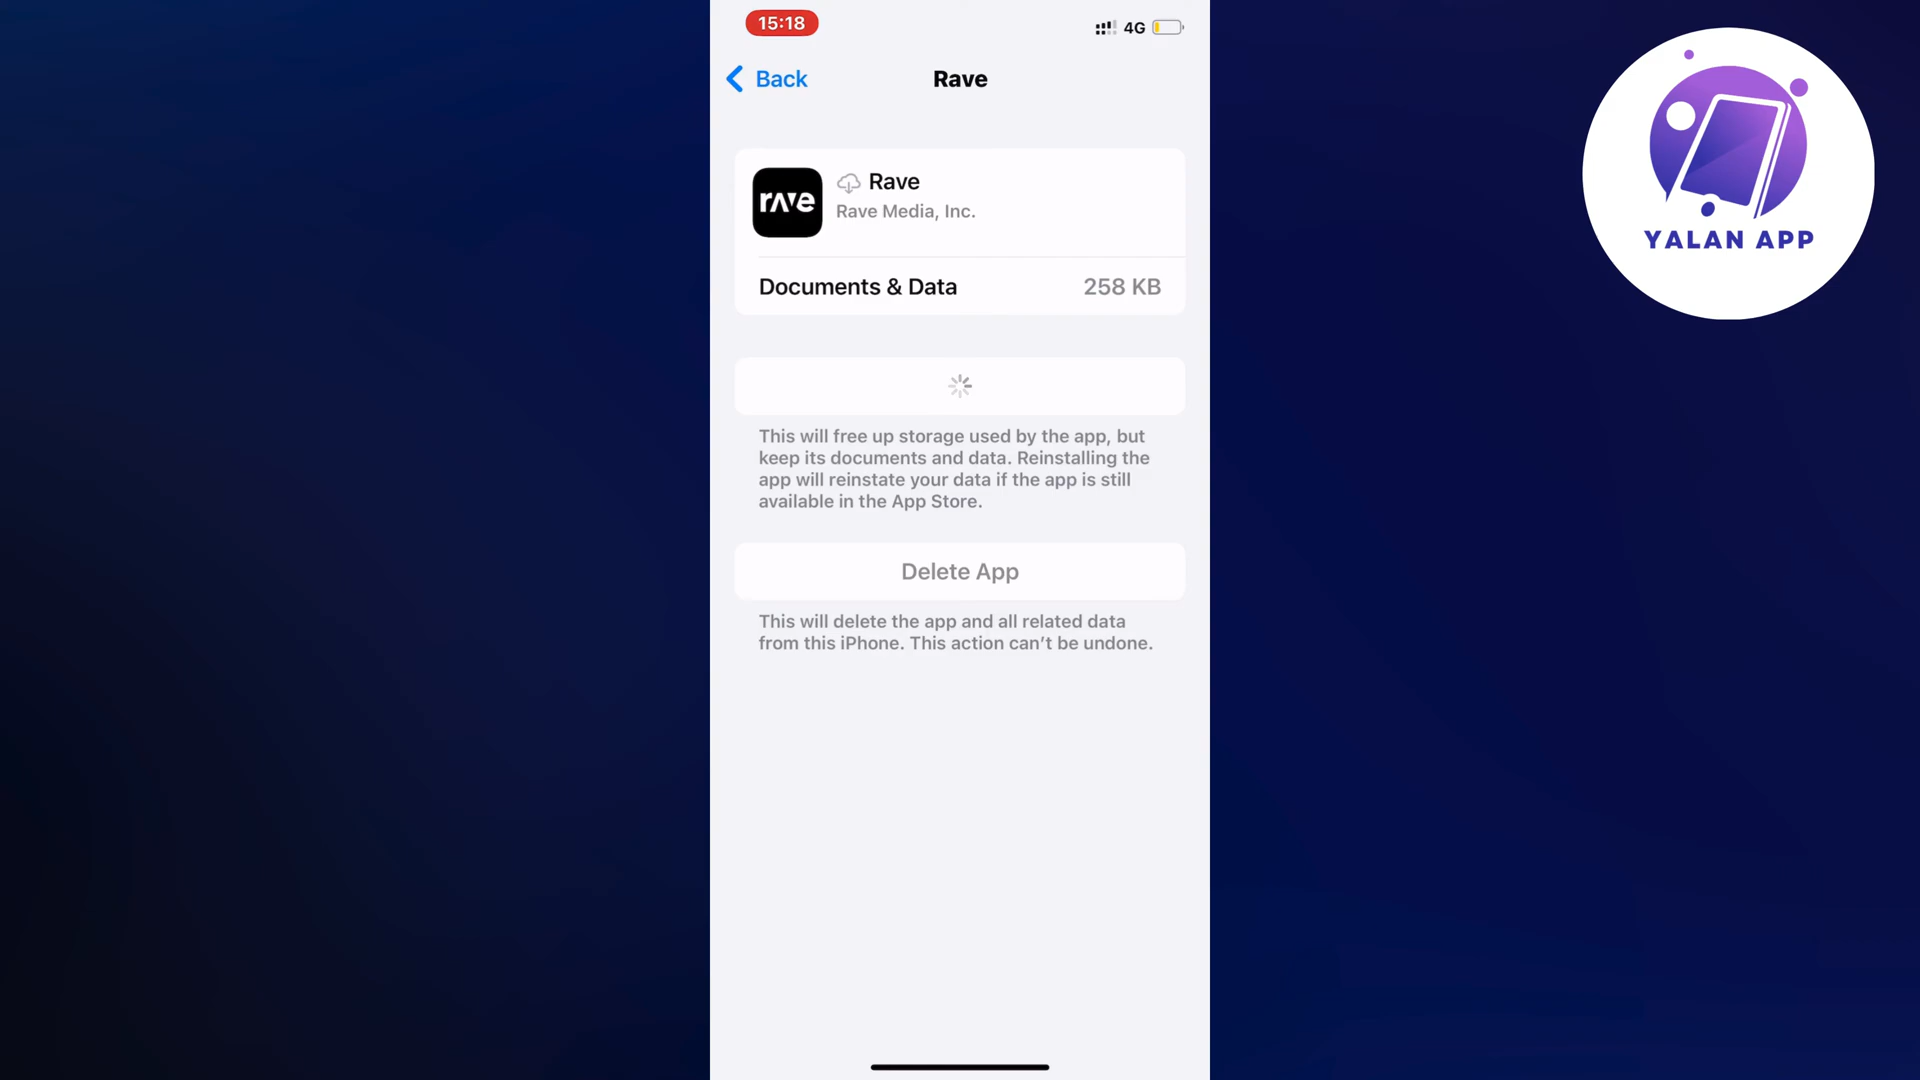 15:18
4G
Back
Rave
rave
Rave
Rave Media, Inc.
Documents & Data
258 KB
This will free up storage used by the app, but
keep its documents and data. Reinstalling the
app will reinstate your data if the app is still
available in the App Store.
Delete App
This will delete the app and all related data
from this iPhone. This action can’t be undone.
YALAN APP